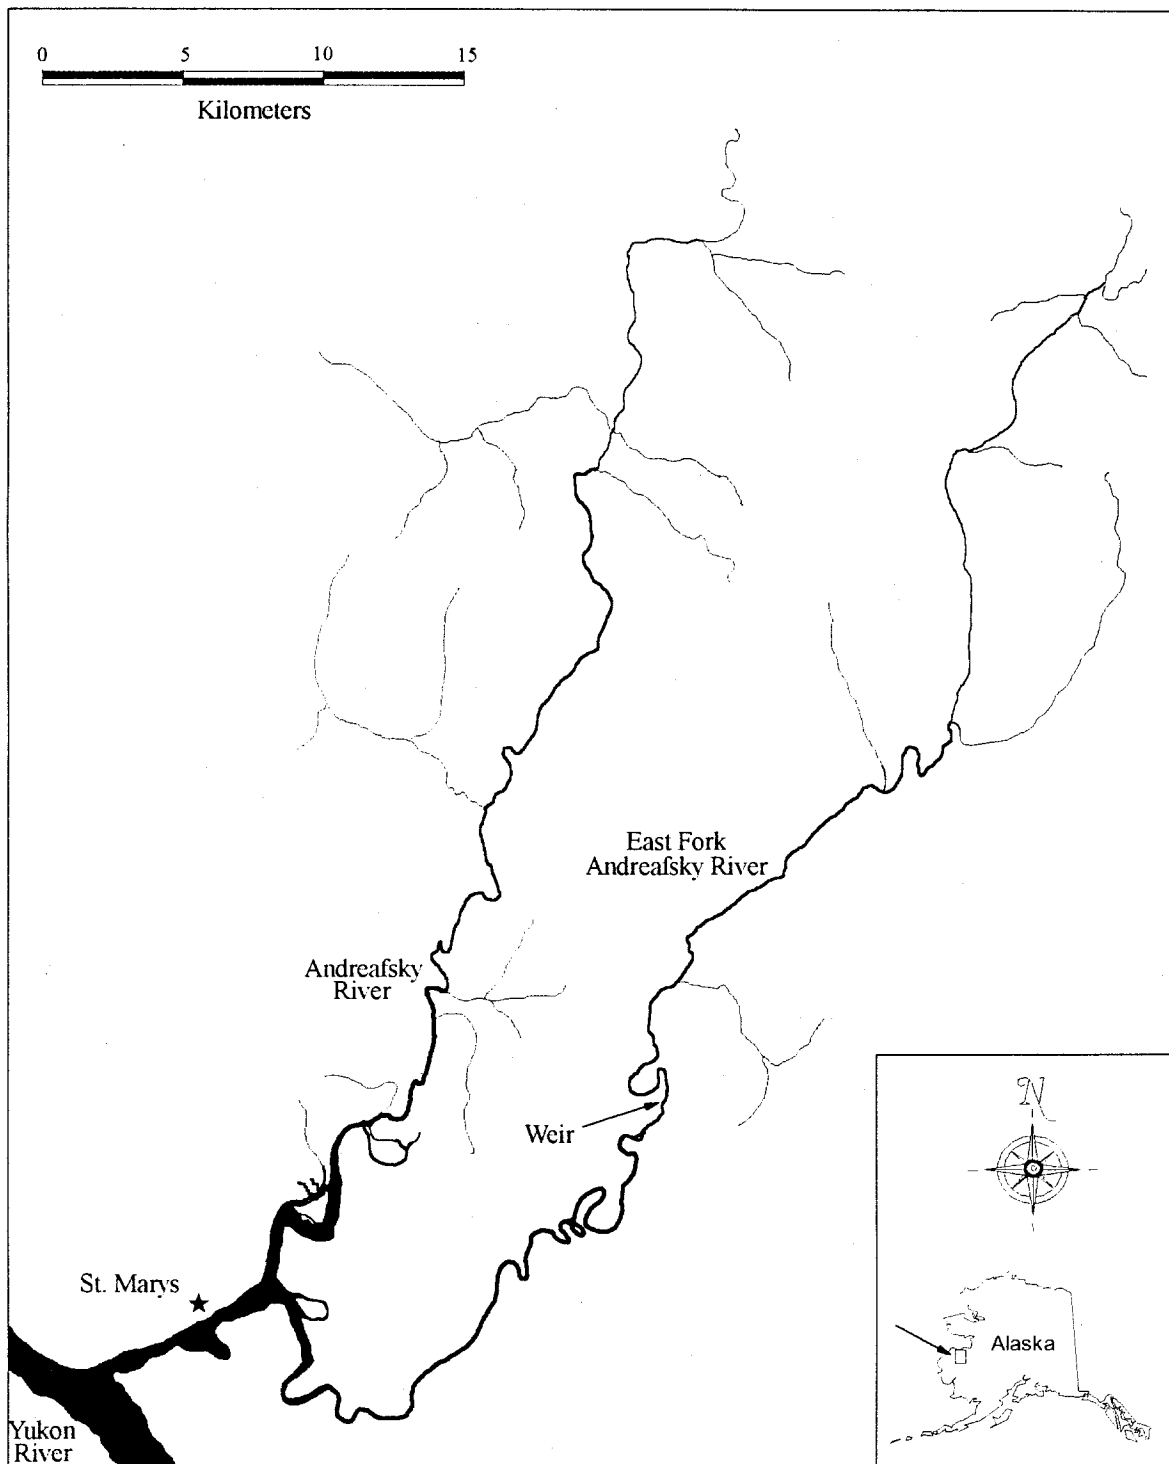 0 5 10 15
Kilometers
East Fork
Andreafsky River
Andreafsky
River
Weir
N
St. Marys
Alaska
Yukon
River